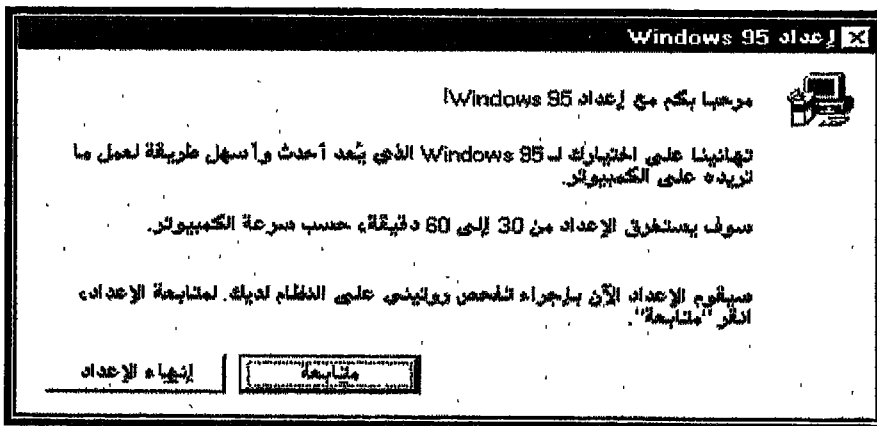 إعداد Windows 95
مرحبا بكم مع إعداد Windows 95!
تهانينا على اختيارك لـ Windows 95 الذي يُعد أحدث وأسهل طريقة لعمل ما
تريده على الكمبيوتر.
سوف يستغرق الإعداد من 30 إلى 60 دقيقة، حسب سرعة الكمبيوتر.
سيقوم الإعداد الآن بإجراء تفحص روتيني على النظام لديك. لمتابعة الإعداد،
انقر "متابعة".
متابعة
إنهاء الإعداد